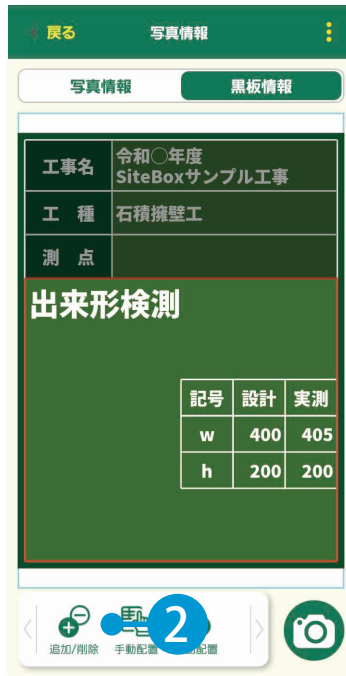 戻る 写真情報
写真情報 黒板情報
工事名 令和○年度
SiteBoxサンプル工事
工 種 石積擁壁工
測 点
出来形検測
記号 設計 実測
w 400 405
h 200 200
2
追加/削除 手動配置 配置